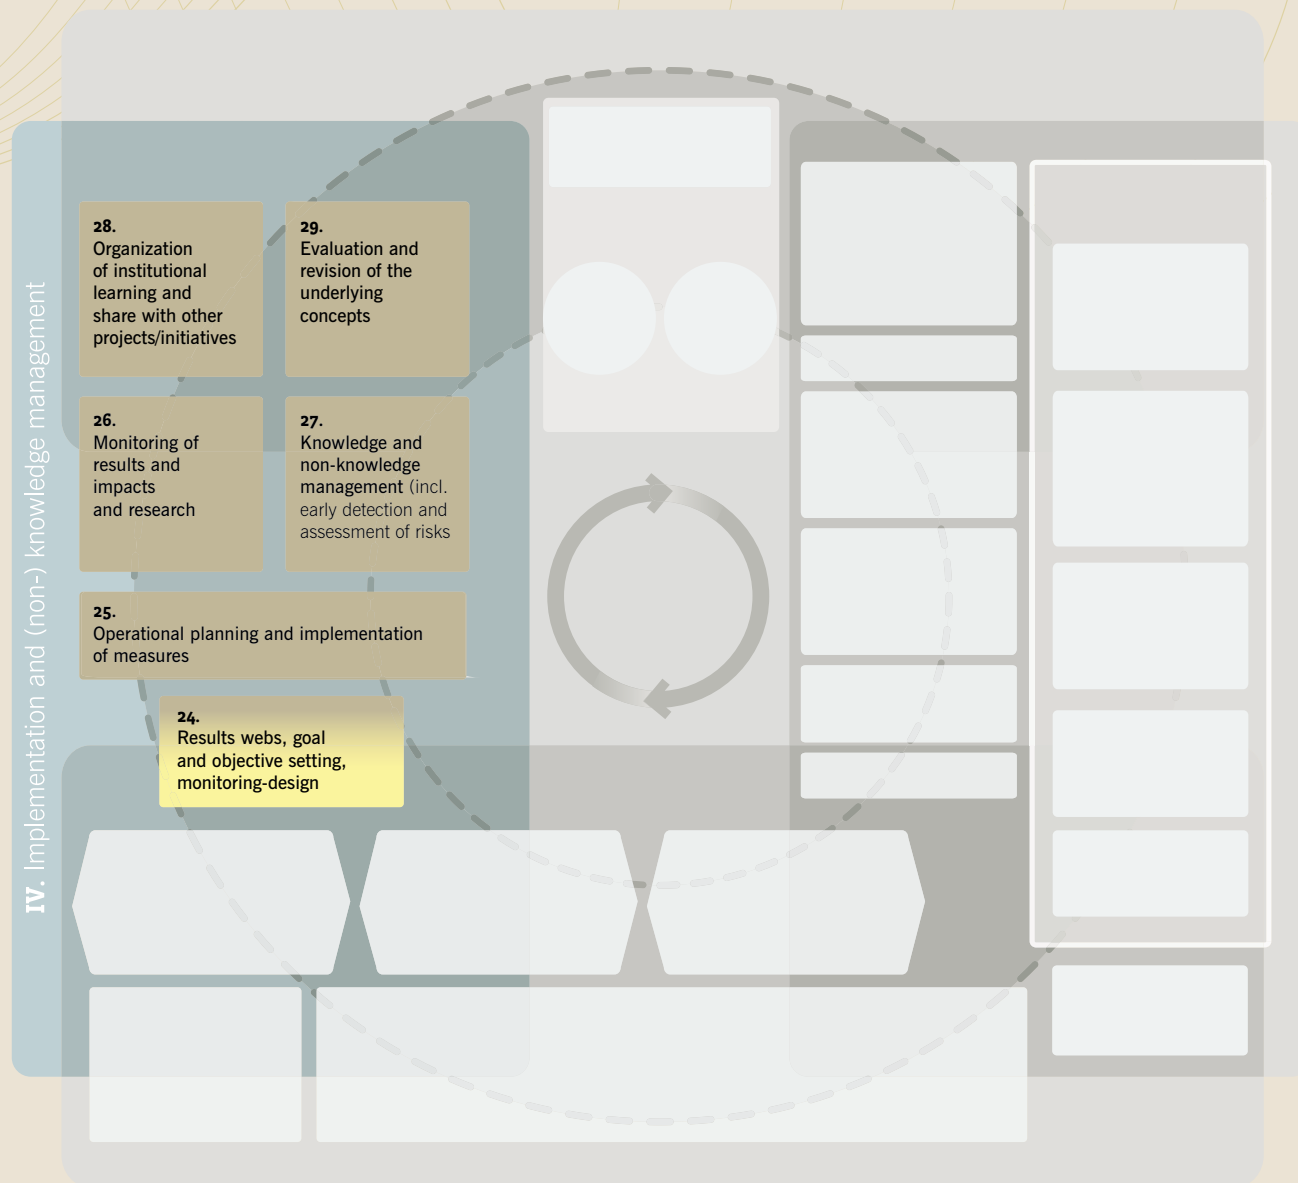 IV. Implementation and (non-) knowledge management
28.
Organization
of institutional
learning and
share with other
projects/initiatives
29.
Evaluation and
revision of the
underlying
concepts
26.
Monitoring of
results and
impacts
and research
27.
Knowledge and
non-knowledge
management (incl.
early detection and
assessment of risks
25.
Operational planning and implementation
of measures
24.
Results webs, goal
and objective setting,
monitoring-design